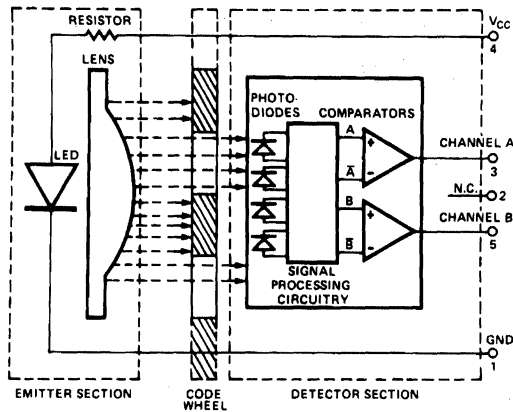 RESISTOR
LENS
LED
VCC
4
PHOTO-
DIODES
COMPARATORS
A
+
A̅
-
B
+
B̅
-
CHANNEL A
3
N.C.
2
CHANNEL B
5
SIGNAL
PROCESSING
CIRCUITRY
GND
1
EMITTER SECTION
CODE
WHEEL
DETECTOR SECTION